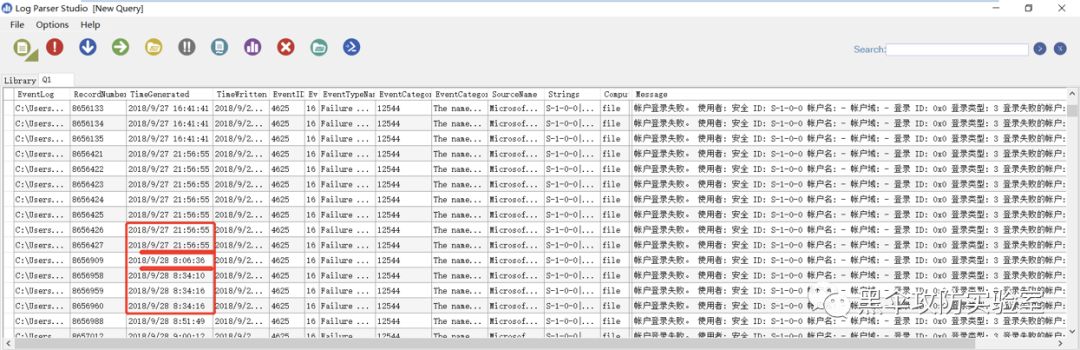 Log Parser Studio [New Query]
File Options Help
Search:
Library Q1
EventLog RecordNumber TimeGenerated TimeWritten EventID Ev EventTypeNar EventCategor EventCategor SourceName Strings Comput Message
C:\Users... 8656133 2018/9/27 16:41:41 2018/9/2... 4625 16 Failure ... 12544 The name... Microsof... S-1-0-0|... file 帐户登录失败。 使用者: 安全 ID: S-1-0-0 帐户名: - 帐户域: - 登录 ID: 0x0 登录类型: 3 登录失败的帐户:
C:\Users... 8656134 2018/9/27 16:41:41 2018/9/2... 4625 16 Failure ... 12544 The name... Microsof... S-1-0-0|... file 帐户登录失败。 使用者: 安全 ID: S-1-0-0 帐户名: - 帐户域: - 登录 ID: 0x0 登录类型: 3 登录失败的帐户:
C:\Users... 8656135 2018/9/27 16:41:41 2018/9/2... 4625 16 Failure ... 12544 The name... Microsof... S-1-0-0|... file 帐户登录失败。 使用者: 安全 ID: S-1-0-0 帐户名: - 帐户域: - 登录 ID: 0x0 登录类型: 3 登录失败的帐户:
C:\Users... 8656421 2018/9/27 21:56:55 2018/9/2... 4625 16 Failure ... 12544 The name... Microsof... S-1-0-0|... file 帐户登录失败。 使用者: 安全 ID: S-1-0-0 帐户名: - 帐户域: - 登录 ID: 0x0 登录类型: 3 登录失败的帐户:
C:\Users... 8656422 2018/9/27 21:56:55 2018/9/2... 4625 16 Failure ... 12544 The name... Microsof... S-1-0-0|... file 帐户登录失败。 使用者: 安全 ID: S-1-0-0 帐户名: - 帐户域: - 登录 ID: 0x0 登录类型: 3 登录失败的帐户:
C:\Users... 8656423 2018/9/27 21:56:55 2018/9/2... 4625 16 Failure ... 12544 The name... Microsof... S-1-0-0|... file 帐户登录失败。 使用者: 安全 ID: S-1-0-0 帐户名: - 帐户域: - 登录 ID: 0x0 登录类型: 3 登录失败的帐户:
C:\Users... 8656424 2018/9/27 21:56:55 2018/9/2... 4625 16 Failure ... 12544 The name... Microsof... S-1-0-0|... file 帐户登录失败。 使用者: 安全 ID: S-1-0-0 帐户名: - 帐户域: - 登录 ID: 0x0 登录类型: 3 登录失败的帐户:
C:\Users... 8656425 2018/9/27 21:56:55 2018/9/2... 4625 16 Failure ... 12544 The name... Microsof... S-1-0-0|... file 帐户登录失败。 使用者: 安全 ID: S-1-0-0 帐户名: - 帐户域: - 登录 ID: 0x0 登录类型: 3 登录失败的帐户:
C:\Users... 8656426 2018/9/27 21:56:55 2018/9/2... 4625 16 Failure ... 12544 The name... Microsof... S-1-0-0|... file 帐户登录失败。 使用者: 安全 ID: S-1-0-0 帐户名: - 帐户域: - 登录 ID: 0x0 登录类型: 3 登录失败的帐户:
C:\Users... 8656427 2018/9/27 21:56:55 2018/9/2... 4625 16 Failure ... 12544 The name... Microsof... S-1-0-0|... file 帐户登录失败。 使用者: 安全 ID: S-1-0-0 帐户名: - 帐户域: - 登录 ID: 0x0 登录类型: 3 登录失败的帐户:
C:\Users... 8656909 2018/9/28 8:06:36 2018/9/2... 4625 16 Failure ... 12544 The name... Microsof... S-1-0-0|... file 帐户登录失败。 使用者: 安全 ID: S-1-0-0 帐户名: - 帐户域: - 登录 ID: 0x0 登录类型: 3 登录失败的帐户:
C:\Users... 8656958 2018/9/28 8:34:10 2018/9/2... 4625 16 Failure ... 12544 The name... Microsof... S-1-0-0|... file 帐户登录失败。 使用者: 安全 ID: S-1-0-0 帐户名: - 帐户域: - 登录 ID: 0x0 登录类型: 3 登录失败的帐户:
C:\Users... 8656959 2018/9/28 8:34:16 2018/9/2... 4625 16 Failure ... 12544 The name... Microsof... S-1-0-0|... file 帐户登录失败。 使用者: 安全 ID: S-1-0-0
C:\Users... 8656960 2018/9/28 8:34:16 2018/9/2... 4625 16 Failure ... 12544 The name... Microsof... S-1-0-0|... file 帐户登录失败。 使用者: 安全 ID: S-1-0-0
黑伞攻防实验室
C:\Users... 8656988 2018/9/28 8:51:49 2018/9/2... 4625 16 Failure ... 12544 The name... Microsof... S-1-0-0|... file 帐户登录失败。 使用者: 安全 ID: S-1-0-0 帐户名: - 帐户域: - 登录 ID: 0x0 登录类型: 3 登录失败的帐户: